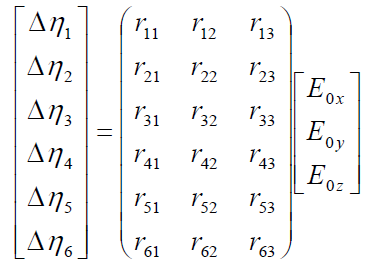 Δη₁ r₁₁ r₁₂ r₁₃
Δη₂ r₂₁ r₂₂ r₂₃ E₀ₓ
Δη₃ = r₃₁ r₃₂ r₃₃ E₀y
Δη₄ r₄₁ r₄₂ r₄₃ E₀z
Δη₅ r₅₁ r₅₂ r₅₃
Δη₆ r₆₁ r₆₂ r₆₃